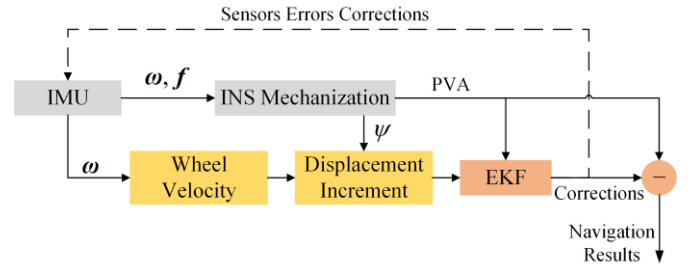 Sensors Errors Corrections
IMU
ω, f
INS Mechanization
PVA
ψ
ω
Wheel
Velocity
Displacement
Increment
EKF
Corrections
−
Navigation
Results